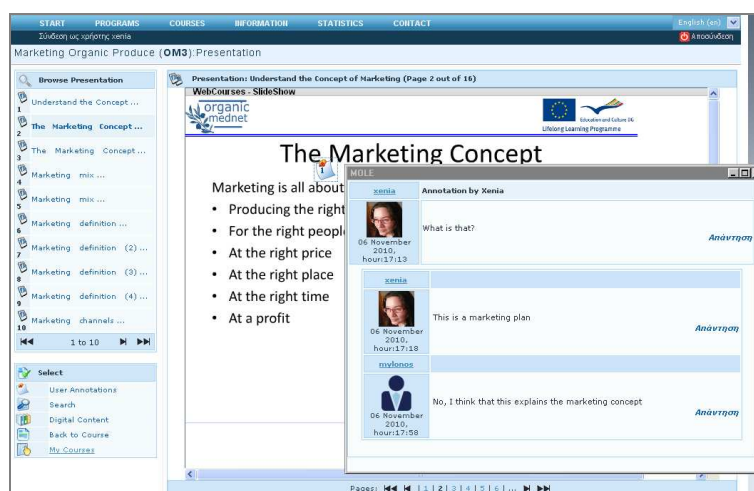 START PROGRAMS COURSES INFORMATION STATISTICS CONTACT English (en)
Σύνδεση ως χρήστης xenia Αποσύνδεση
Marketing Organic Produce (OM3):Presentation
Browse Presentation
1 Understand the Concept ...
2 The Marketing Concept ...
3 The Marketing Concept ...
4 Marketing mix ...
5 Marketing mix ...
6 Marketing definition ...
7 Marketing definition (2) ...
8 Marketing definition (3) ...
9 Marketing definition (4) ...
10 Marketing channels ...
1 to 10
Select
User Annotations
Search
Digital Content
Back to Course
My Courses
Presentation: Understand the Concept of Marketing (Page 2 out of 16)
WebCourses - SlideShow
organic
mednet
Education and Culture DG
Lifelong Learning Programme
The Marketing Concept
1
Marketing is all about
• Producing the right
• For the right people
• At the right price
• At the right place
• At the right time
• At a profit
MOLE
xenia Annotation by Xenia
What is that?
06 November
2010,
hour:17:13
Απάντηση
xenia
This is a marketing plan
06 November
2010,
hour:17:18
Απάντηση
mylonos
No, I think that this explains the marketing concept
06 November
2010,
hour:17:58
Απάντηση
Pages: | 1 | 2 | 3 | 4 | 5 | 6 | ...